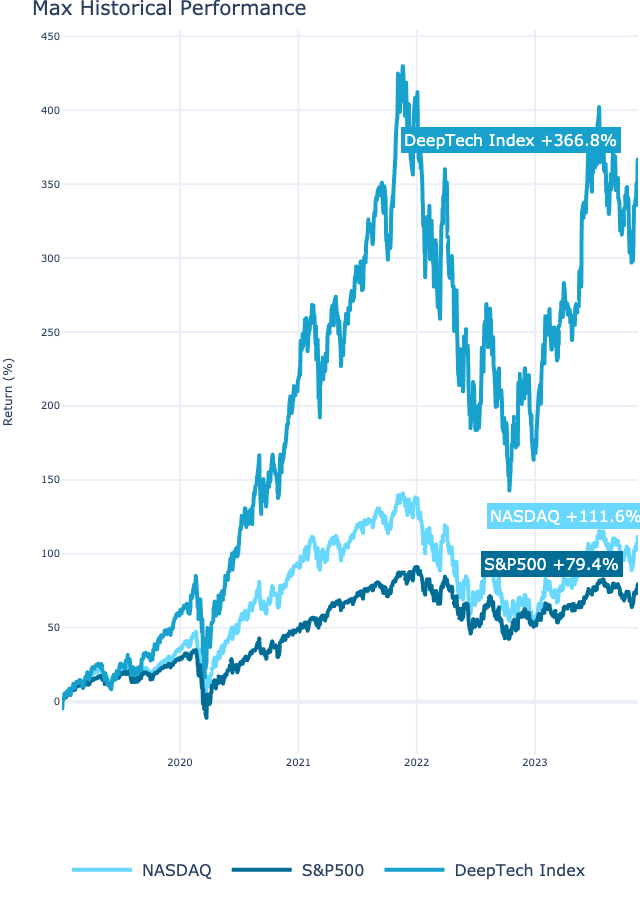 Max Historical Performance
450
400
DeepTech Index +366.8%
350
300
250
Return (%)
200
150
NASDAQ +111.6%
100
S&P500 +79.4%
50
0
2020
2021
2022
2023
NASDAQ
S&P500
DeepTech Index